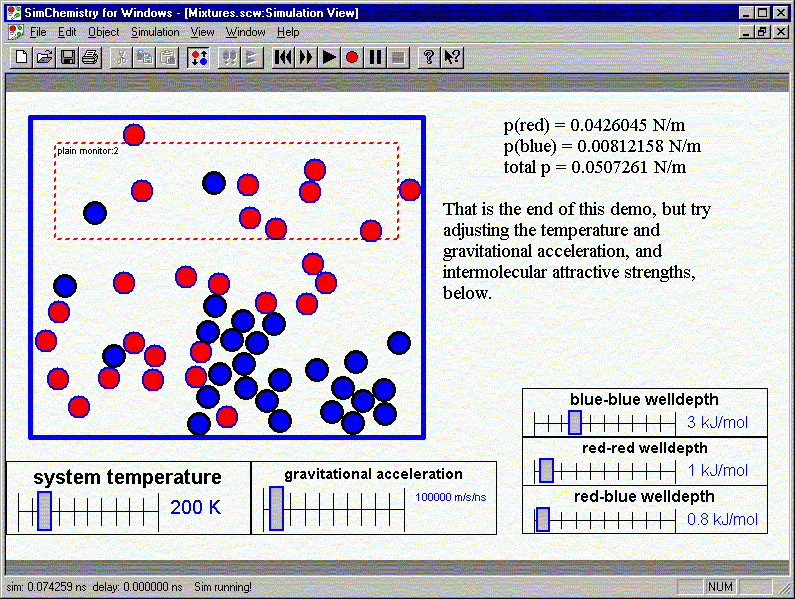 SimChemistry for Windows - [Mixtures.scw:Simulation View]
File Edit Object Simulation View Window Help
plain monitor:2
p(red) = 0.0426045 N/m
p(blue) = 0.00812158 N/m
total p = 0.0507261 N/m
That is the end of this demo, but try
adjusting the temperature and
gravitational acceleration, and
intermolecular attractive strengths,
below.
blue-blue welldepth
3 kJ/mol
red-red welldepth
1 kJ/mol
red-blue welldepth
0.8 kJ/mol
system temperature
200 K
gravitational acceleration
100000 m/s/ns
sim: 0.074259 ns delay: 0.000000 ns Sim running!
NUM